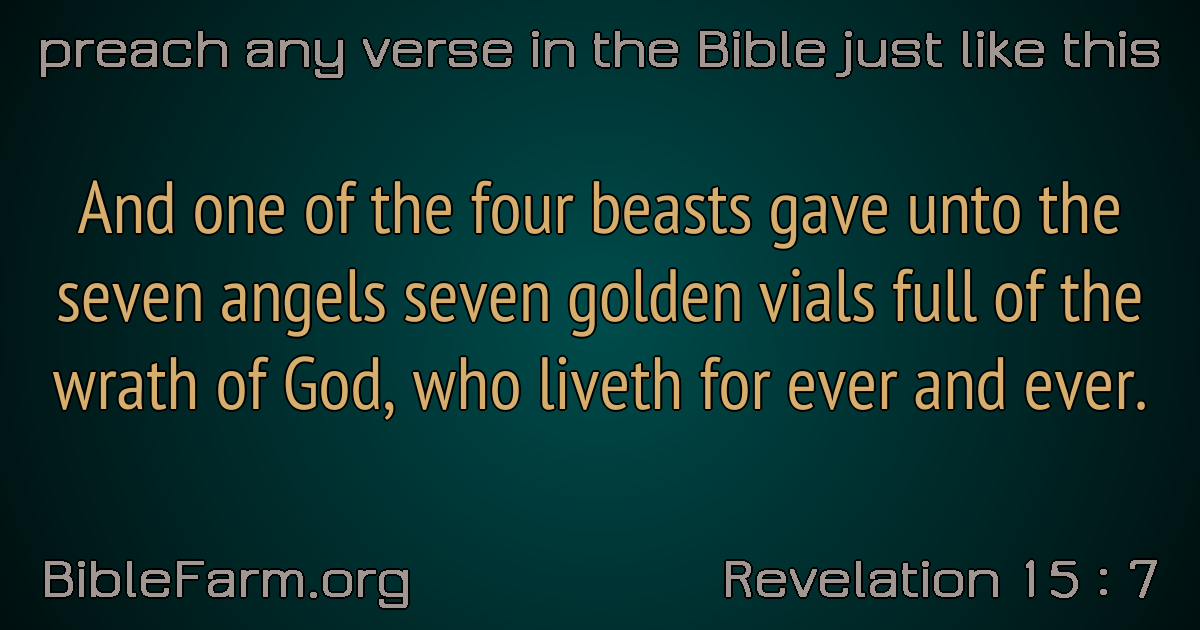 preach any verse in the Bible just like this
And one of the four beasts gave unto the
seven angels seven golden vials full of the
wrath of God, who liveth for ever and ever.
BibleFarm.org
Revelation 15 : 7